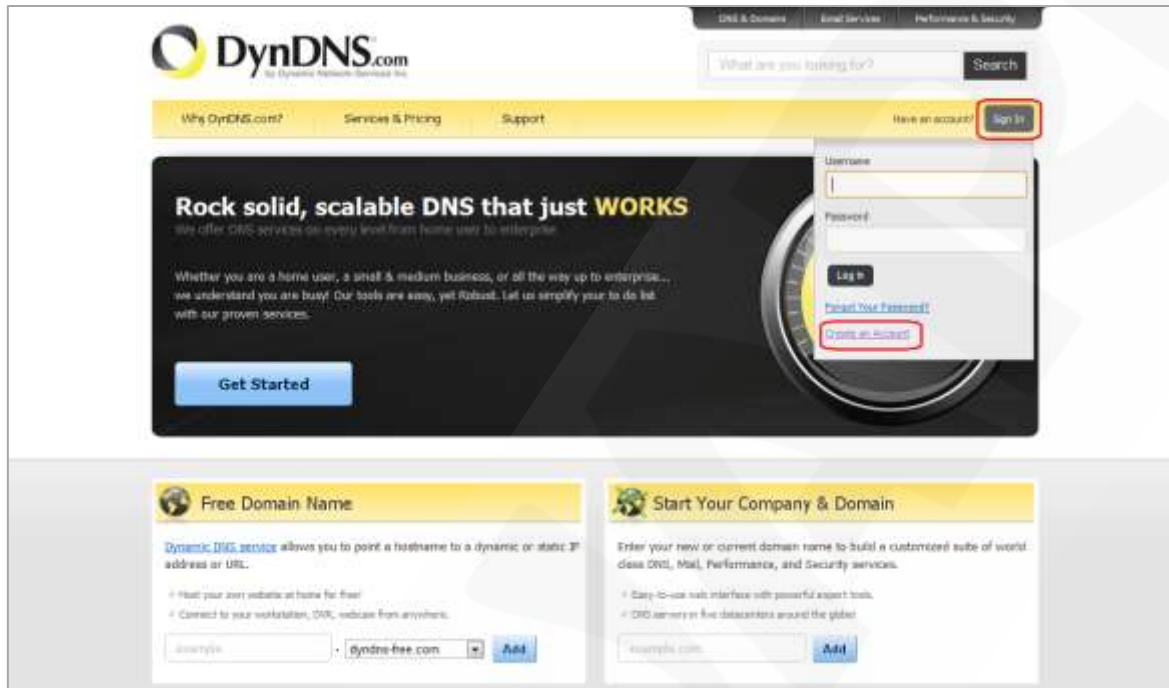 DNS & Domains Email Services Performance & Security
DynDNS.com
by Dynamic Network Services Inc.
What are you looking for? Search
Why DynDNS.com? Services & Pricing Support Have an account? Sign In
Username
Password
Log In
Forgot Your Password?
Create an Account
Rock solid, scalable DNS that just WORKS
We offer DNS services on every level from home user to enterprise
Whether you are a home user, a small & medium business, or all the way up to enterprise...
we understand you are busy! Our tools are easy, yet Robust. Let us simplify your to do list
with our proven services.
Get Started
Free Domain Name
Dynamic DNS service allows you to point a hostname to a dynamic or static IP
address or URL.
Host your own website at home for free!
Connect to your workstation, DVR, webcam from anywhere.
example . dyndns-free.com Add
Start Your Company & Domain
Enter your new or current domain name to build a customized suite of world
class DNS, Mail, Performance, and Security services.
Easy-to-use web interface with powerful expert tools.
DNS servers in five datacenters around the globe!
example.com Add